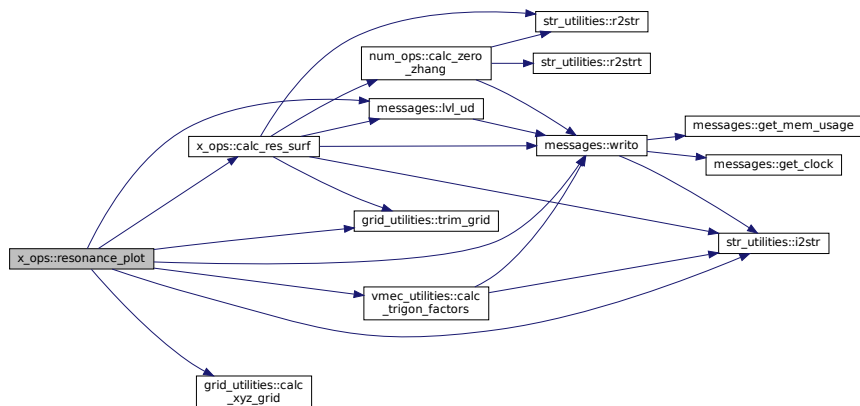 str_utilities::r2str
num_ops::calc_zero
_zhang
str_utilities::r2strt
messages::lvl_ud
messages::get_mem_usage
x_ops::calc_res_surf
messages::writo
messages::get_clock
grid_utilities::trim_grid
str_utilities::i2str
x_ops::resonance_plot
vmec_utilities::calc
_trigon_factors
grid_utilities::calc
_xyz_grid